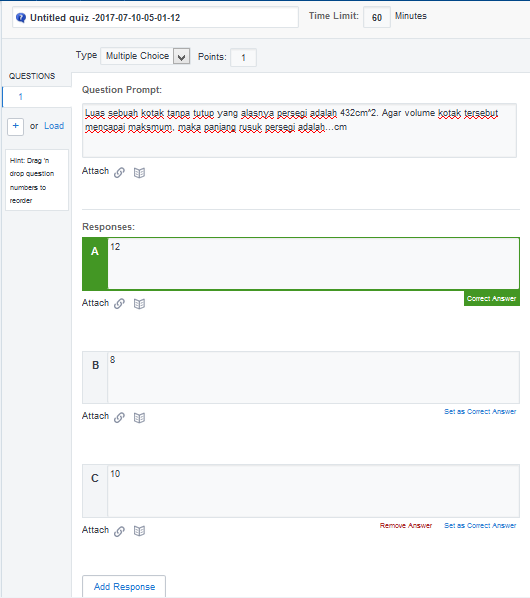 Untitled quiz -2017-07-10-05-01-12
Time Limit: 60 Minutes
Type Multiple Choice Points: 1
QUESTIONS
1
+ or Load
Hint: Drag 'n
drop question
numbers to
reorder
Question Prompt:
Luas sebuah kotak tanpa tutup yang alasnya persegi adalah 432cm^2. Agar volume kotak tersebut
mencapai maksmum, maka panjang rusuk persegi adalah...cm
Attach
Responses:
A 12
Correct Answer
Attach
B 8
Set as Correct Answer
Attach
C 10
Remove Answer Set as Correct Answer
Attach
Add Response